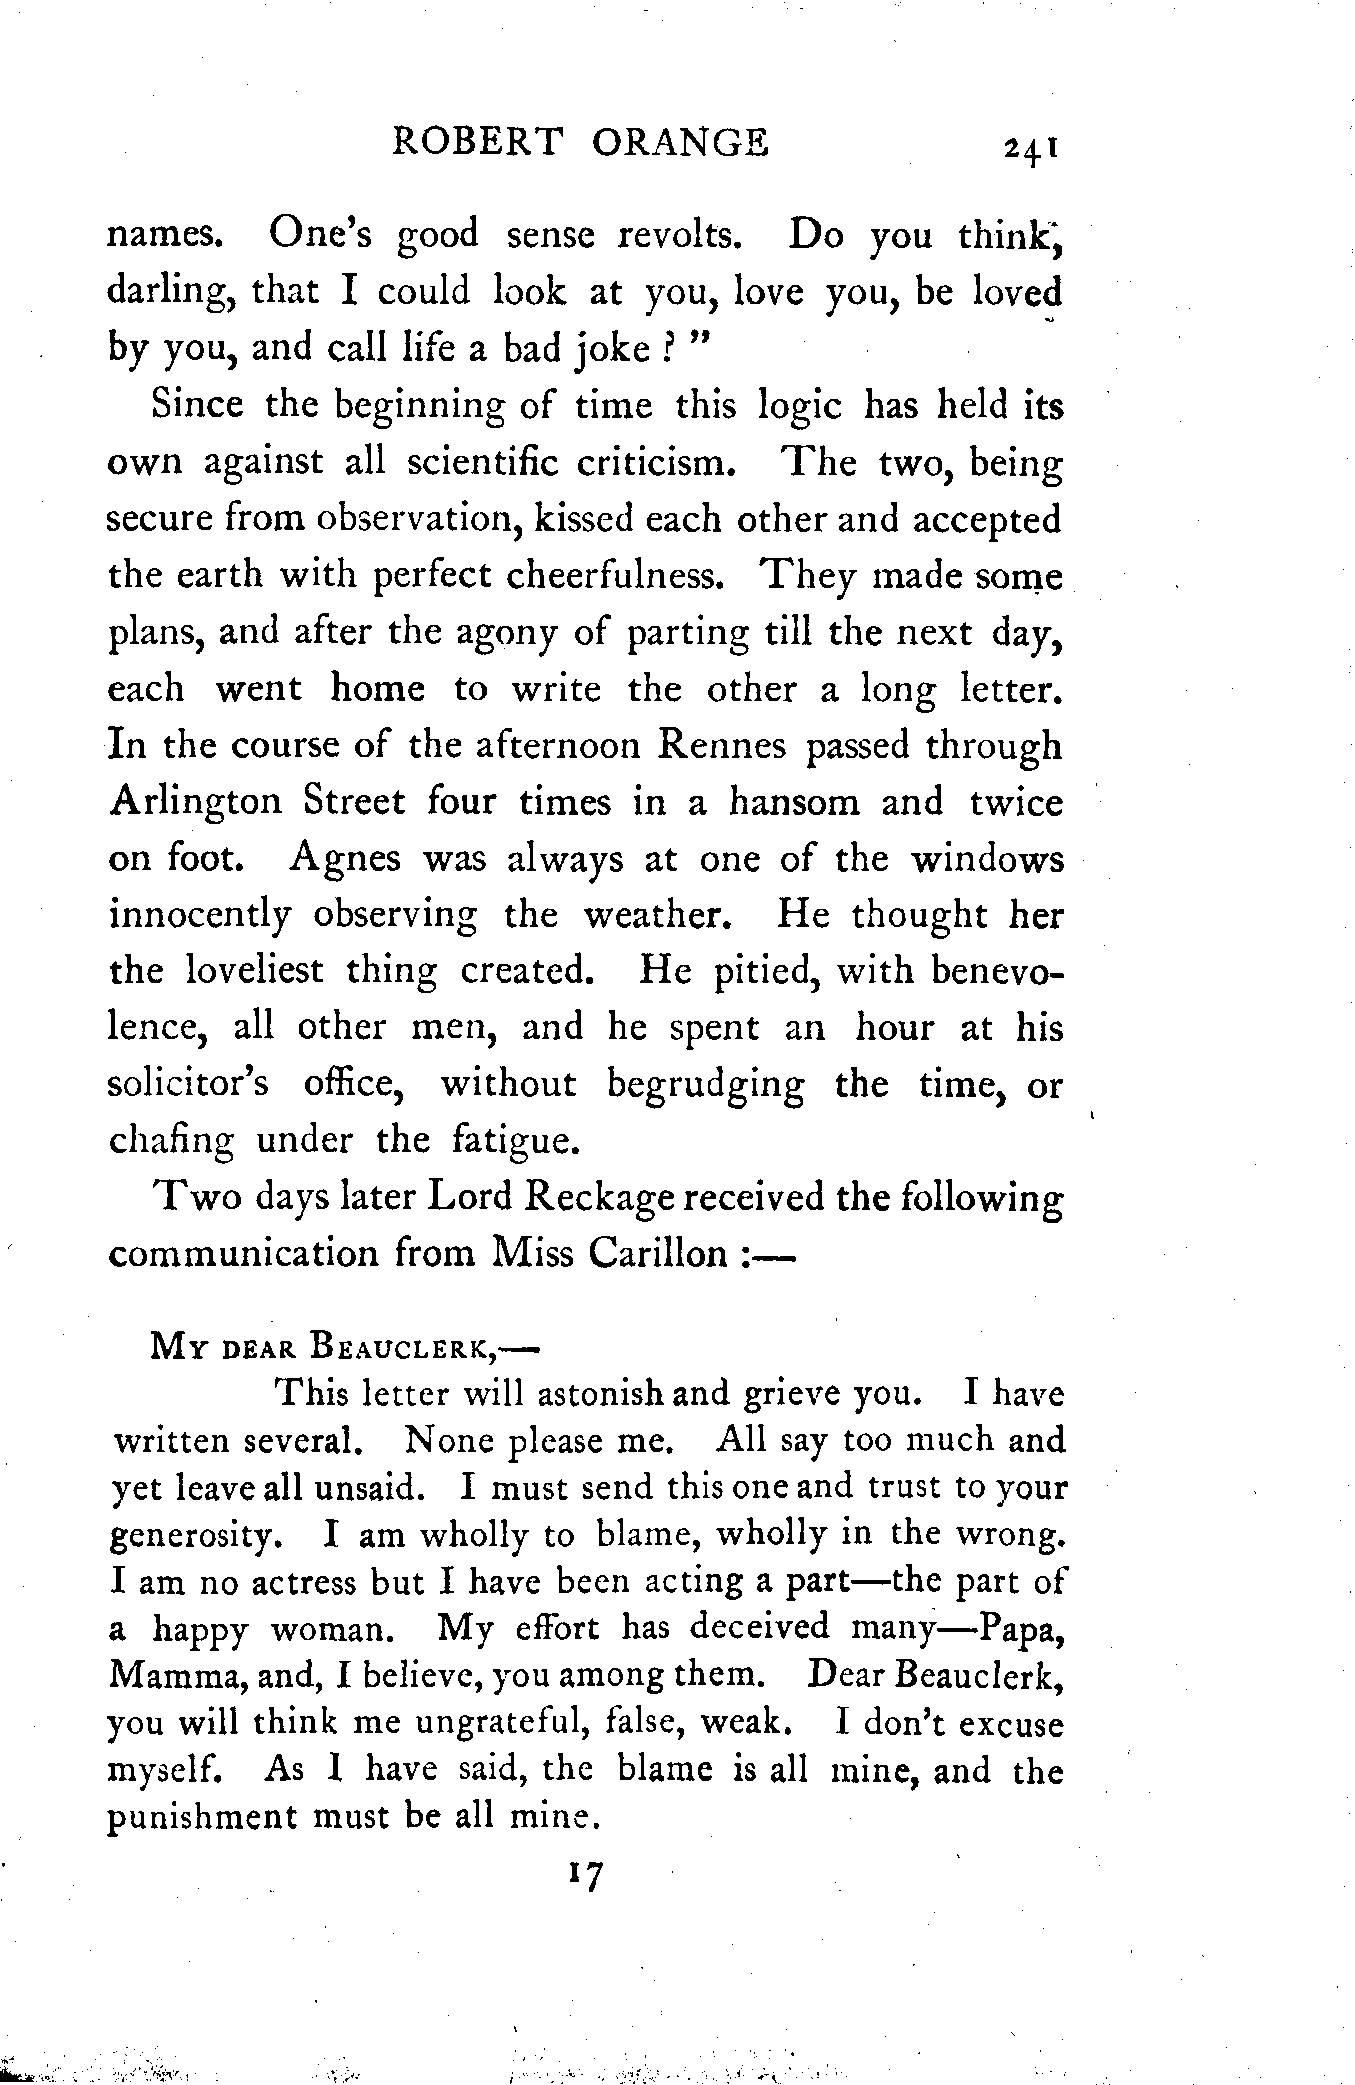 ROBERT ORANGE 241
names. One's good sense revolts. Do you think,
darling, that I could look at you, love you, be loved
by you, and call life a bad joke ? "
Since the beginning of time this logic has held its
own against all scientific criticism. The two, being
secure from observation, kissed each other and accepted
the earth with perfect cheerfulness. They made some
plans, and after the agony of parting till the next day,
each went home to write the other a long letter.
In the course of the afternoon Rennes passed through
Arlington Street four times in a hansom and twice
on foot. Agnes was always at one of the windows
innocently observing the weather. He thought her
the loveliest thing created. He pitied, with benevo-
lence, all other men, and he spent an hour at his
solicitor's office, without begrudging the time, or
chafing under the fatigue.
Two days later Lord Reckage received the following
communication from Miss Carillon :—
MY DEAR BEAUCLERK,—
This letter will astonish and grieve you. I have
written several. None please me. All say too much and
yet leave all unsaid. I must send this one and trust to your
generosity. I am wholly to blame, wholly in the wrong.
I am no actress but I have been acting a part—the part of
a happy woman. My effort has deceived many—Papa,
Mamma, and, I believe, you among them. Dear Beauclerk,
you will think me ungrateful, false, weak. I don't excuse
myself. As I have said, the blame is all mine, and the
punishment must be all mine.
17